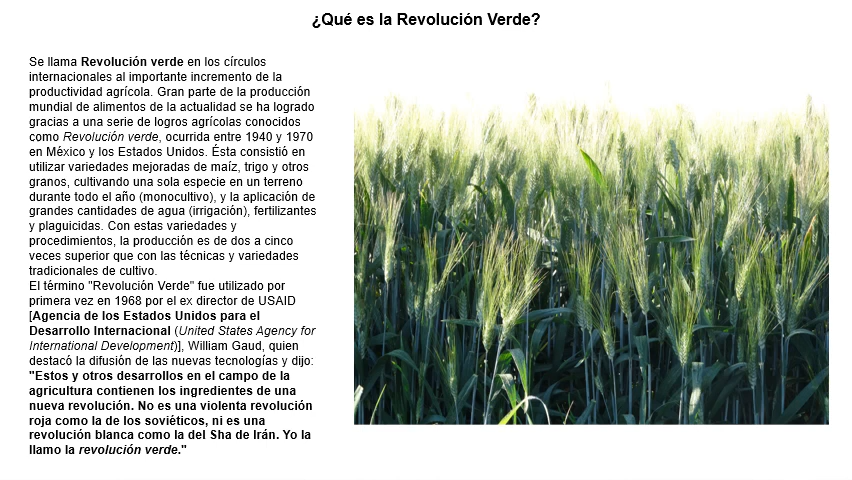 ¿Qué es la Revolución Verde?
Se llama Revolución verde en los círculos
internacionales al importante incremento de la
productividad agrícola. Gran parte de la producción
mundial de alimentos de la actualidad se ha logrado
gracias a una serie de logros agrícolas conocidos
como Revolución verde, ocurrida entre 1940 y 1970
en México y los Estados Unidos. Ésta consistió en
utilizar variedades mejoradas de maíz, trigo y otros
granos, cultivando una sola especie en un terreno
durante todo el año (monocultivo), y la aplicación de
grandes cantidades de agua (irrigación), fertilizantes
y plaguicidas. Con estas variedades y
procedimientos, la producción es de dos a cinco
veces superior que con las técnicas y variedades
tradicionales de cultivo.
El término "Revolución Verde" fue utilizado por
primera vez en 1968 por el ex director de USAID
[Agencia de los Estados Unidos para el
Desarrollo Internacional (United States Agency for
International Development)], William Gaud, quien
destacó la difusión de las nuevas tecnologías y dijo:
"Estos y otros desarrollos en el campo de la
agricultura contienen los ingredientes de una
nueva revolución. No es una violenta revolución
roja como la de los soviéticos, ni es una
revolución blanca como la del Sha de Irán. Yo la
llamo la revolución verde."